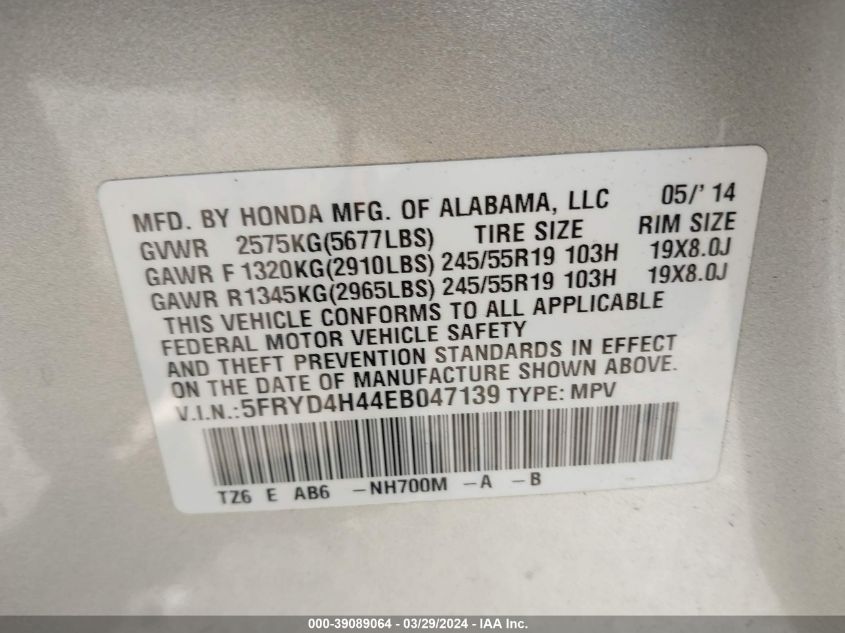 MFD. BY HONDA MFG. OF ALABAMA, LLC 05/' 14
GVWR 2575KG(5677LBS) TIRE SIZE RIM SIZE
GAWR F 1320KG(2910LBS) 245/55R19 103H 19X8.0J
GAWR R1345KG(2965LBS) 245/55R19 103H 19X8.0J
THIS VEHICLE CONFORMS TO ALL APPLICABLE
FEDERAL MOTOR VEHICLE SAFETY
AND THEFT PREVENTION STANDARDS IN EFFECT
ON THE DATE OF MANUFACTURE SHOWN ABOVE.
V.I.N.:5FRYD4H44EB047139 TYPE: MPV
TZ6 E AB6 -NH700M -A -B
000-39089064 - 03/29/2024 - IAA Inc.